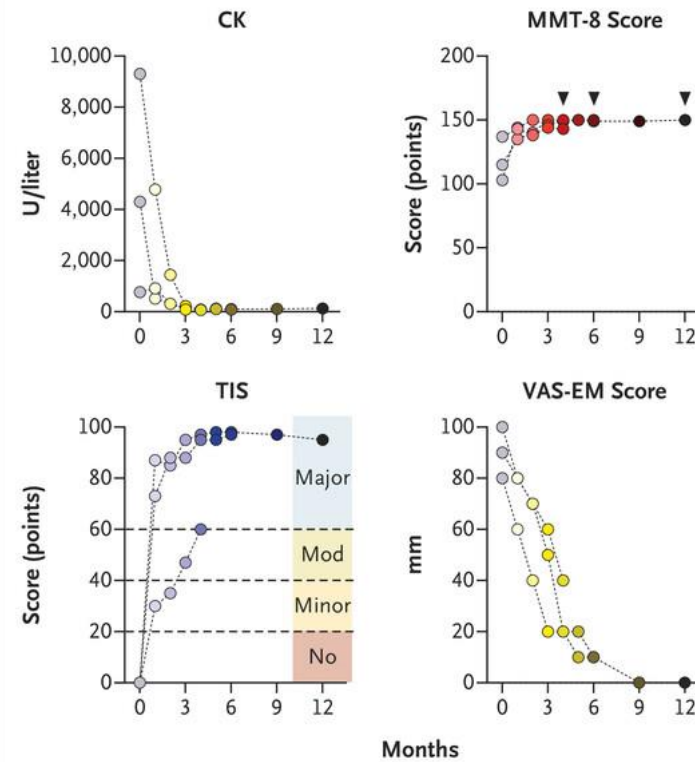 CK
10,000
8,000
6,000
4,000
2,000
0
U/liter
0 3 6 9 12
MMT-8 Score
200
150
100
50
0
Score (points)
0 3 6 9 12
TIS
100
80
60
40
20
0
Score (points)
Major
Mod
Minor
No
0 3 6 9 12
VAS-EM Score
100
80
60
40
20
0
mm
0 3 6 9 12
Months